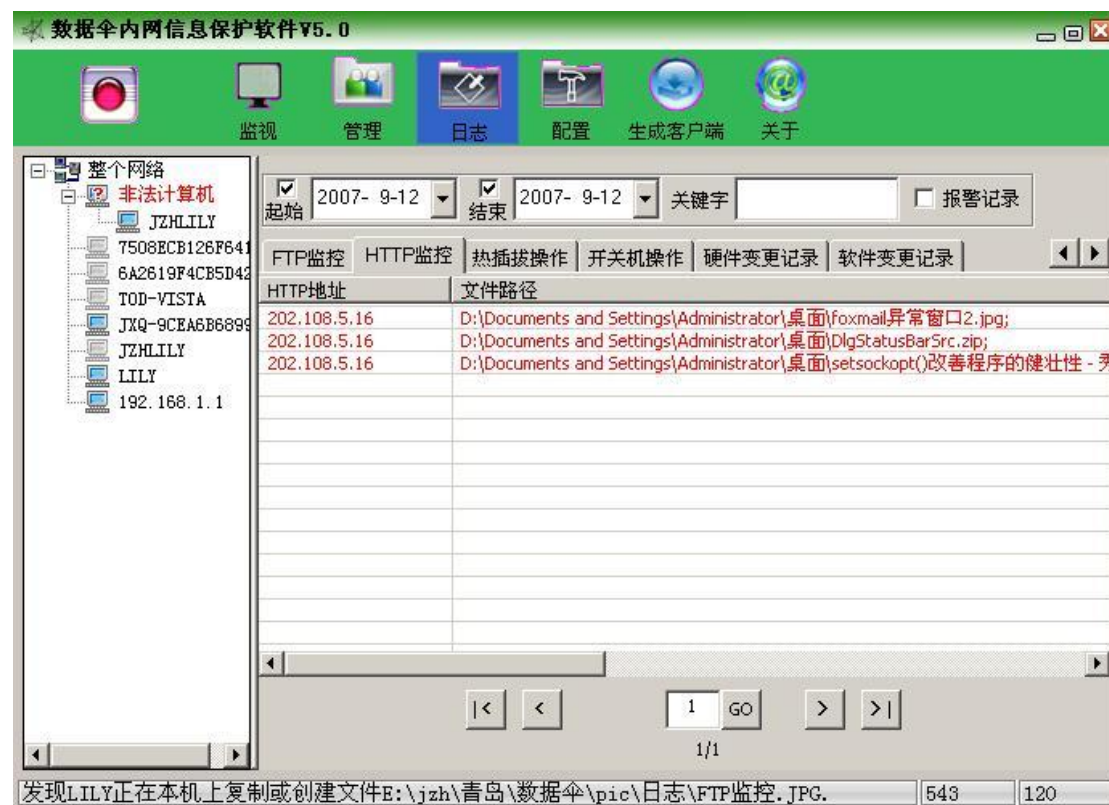 数据伞内网信息保护软件V5.0
监视 管理 日志 配置 生成客户端 关于
整个网络
非法计算机
JZHLILY
7508ECB126F641
6A2619F4CB5D42
TOD-VISTA
JXQ-9CEA6B6899
JZHLILY
LILY
192.168.1.1
起始 2007- 9-12 结束 2007- 9-12 关键字 报警记录
FTP监控 HTTP监控 热插拔操作 开关机操作 硬件变更记录 软件变更记录
HTTP地址 文件路径
202.108.5.16 D:\Documents and Settings\Administrator\桌面\foxmail异常窗口2.jpg;
202.108.5.16 D:\Documents and Settings\Administrator\桌面\DlgStatusBarSrc.zip;
202.108.5.16 D:\Documents and Settings\Administrator\桌面\setsockopt()改善程序的健壮性 -
|< < 1 GO > >|
1/1
发现LILY正在本机上复制或创建文件E:\jzh\青岛\数据伞\pic\日志\FTP监控.JPG. 543 120